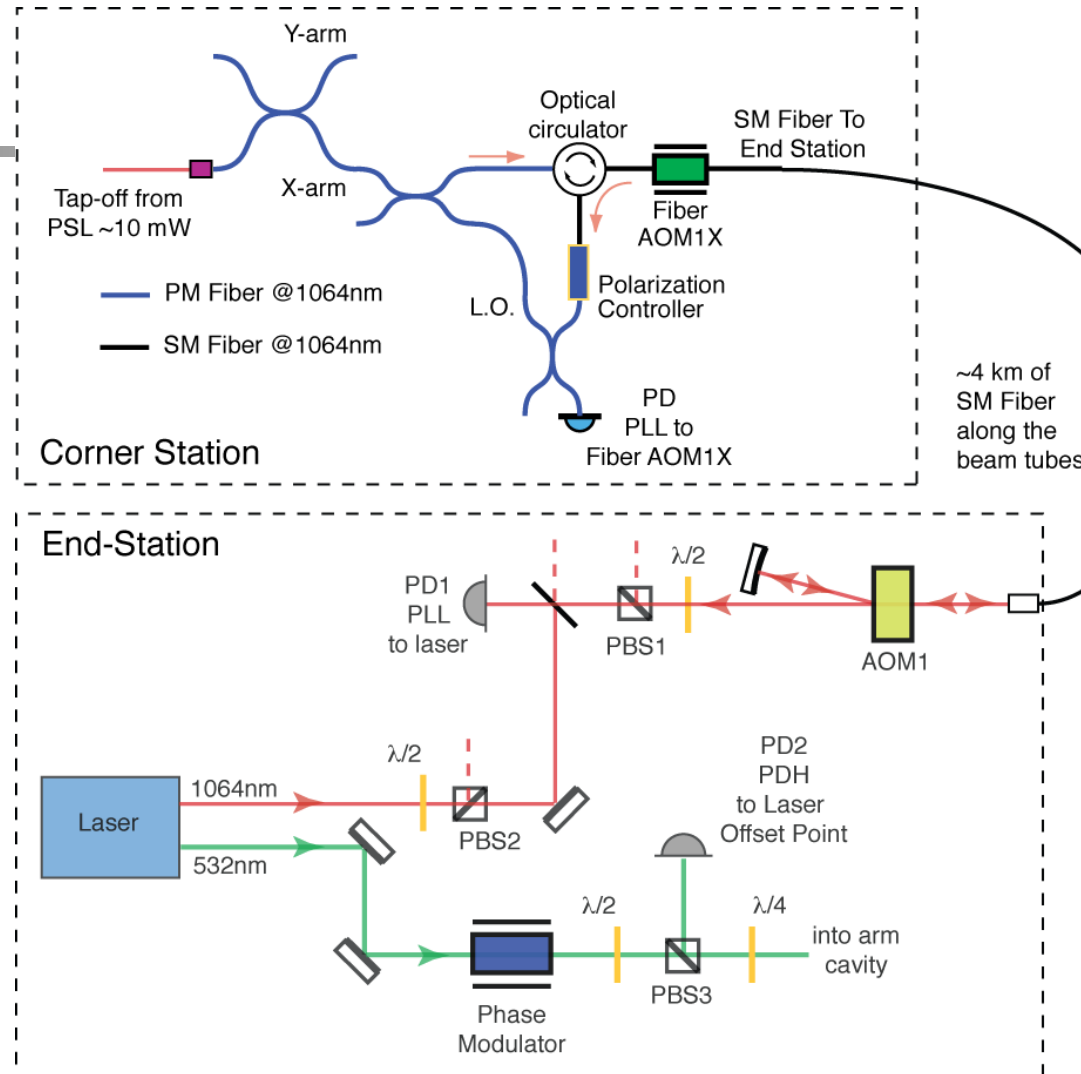 Y-arm
Optical
circulator
SM Fiber To
End Station
X-arm
Tap-off from
PSL ~10 mW
Fiber
AOM1X
PM Fiber @1064nm
L.O.
Polarization
Controller
SM Fiber @1064nm
PD
PLL to
Fiber AOM1X
~4 km of
SM Fiber
along the
beam tubes
Corner Station
End-Station
λ/2
PD1
PLL
to laser
PBS1
AOM1
λ/2
1064nm
Laser
PBS2
532nm
PD2
PDH
to Laser
Offset Point
λ/2
λ/4
into arm
cavity
PBS3
Phase
Modulator